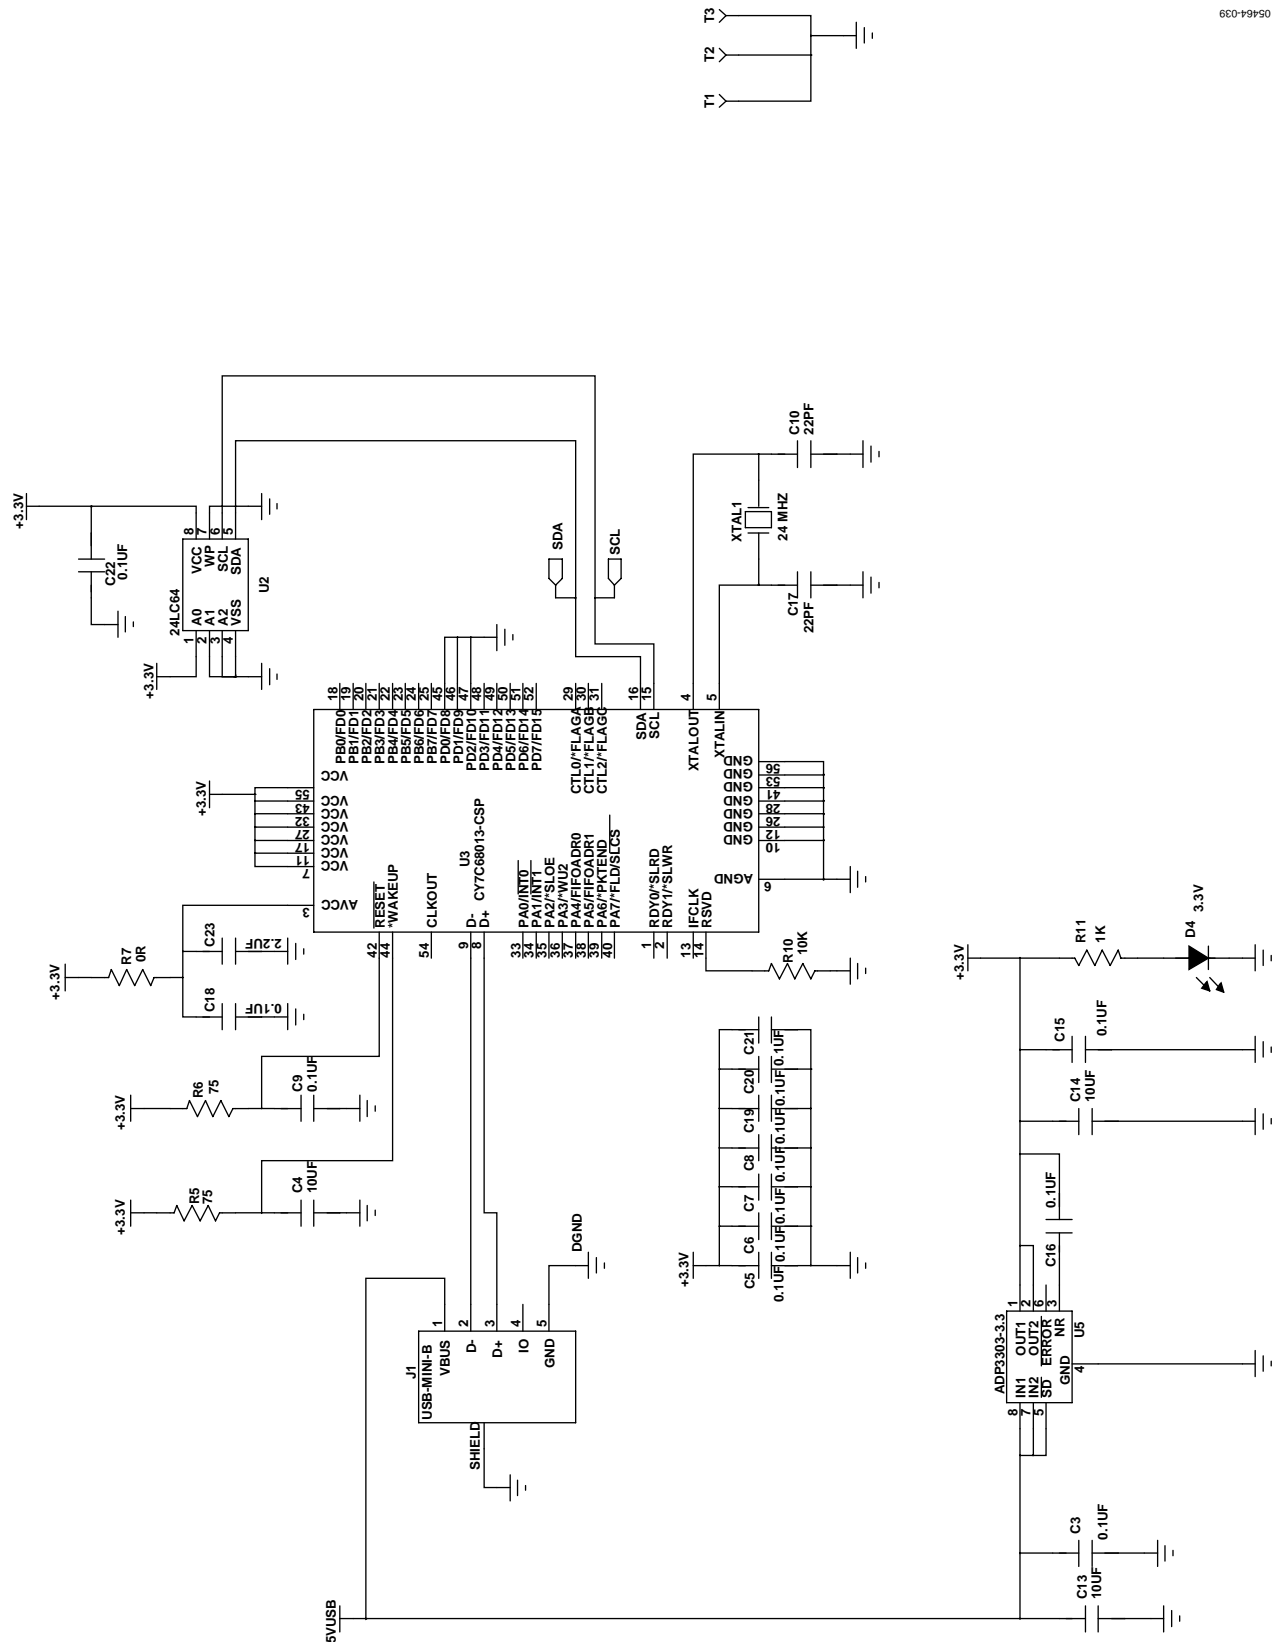 05464-039
T1
T2
T3
+3.3V
C22
0.1UF
24LC64
1 A0
2 A1
3 A2
4 VSS
VCC 8
WP 7
SCL 6
SDA 5
U2
+3.3V
SDA
SCL
XTAL1
24 MHZ
C10
22PF
C17
22PF
+3.3V
VCC 55
VCC 43
VCC 32
VCC 27
VCC 17
VCC 11
VCC 7
AVCC 3
PB0/FD0 18
PB1/FD1 19
PB2/FD2 20
PB3/FD3 21
PB4/FD4 22
PB5/FD5 23
PB6/FD6 24
PB7/FD7 25
PD0/FD8 45
PD1/FD9 46
PD2/FD10 47
PD3/FD11 48
PD4/FD12 49
PD5/FD13 50
PD6/FD14 51
PD7/FD15 52
CTL0/*FLAGA 29
CTL1/*FLAGB 30
CTL2/*FLAGC 31
SDA 16
SCL 15
XTALOUT 4
XTALIN 5
U3
CY7C68013-CSP
42 RESET
44 *WAKEUP
54 CLKOUT
9 D-
8 D+
33 PA0/INT0
34 PA1/INT1
35 PA2/*SLOE
36 PA3/*WU2
37 PA4/FIFOADR0
38 PA5/FIFOADR1
39 PA6/*PKTEND
40 PA7/*FLD/SLCS
1 RDY0/*SLRD
2 RDY1/*SLWR
13 IFCLK
14 RSVD
GND 56
GND 53
GND 41
GND 28
GND 26
GND 12
GND 10
AGND 6
+3.3V
R7
0R
C23
2.2UF
C18
0.1UF
+3.3V
R6
75
C9
0.1UF
+3.3V
R5
75
C4
10UF
R10
10K
+3.3V
C5 0.1UF
C6 0.1UF
C7 0.1UF
C8 0.1UF
C19 0.1UF
C20 0.1UF
C21 0.1UF
J1
USB-MINI-B
VBUS 1
D- 2
D+ 3
IO 4
GND 5
SHIELD
DGND
5VUSB
C13
10UF
C3
0.1UF
ADP3303-3.3
8 IN1
7 IN2
5 SD
OUT1 1
OUT2 2
ERROR 6
NR 3
GND 4
U5
C16
0.1UF
C14
10UF
C15
0.1UF
+3.3V
R11
1K
D4
3.3V